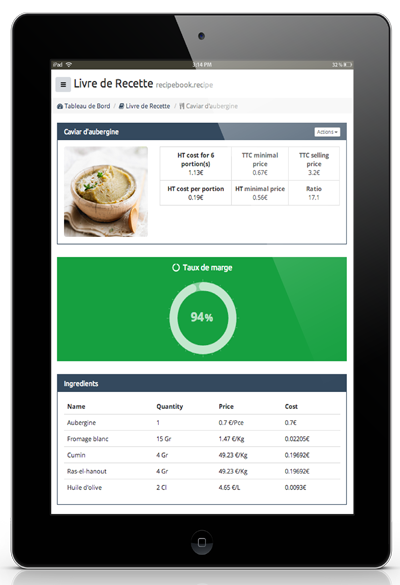 iPad 3:14 PM 32 %
Livre de Recette recipebook.recipe
Tableau de Bord / Livre de Recette / Caviar d'aubergine
Caviar d'aubergine Actions
HT cost for 6 portion(s) TTC minimal price TTC selling price
1.13€ 0.67€ 3.2€
HT cost per portion HT minimal price Ratio
0.19€ 0.56€ 17.1
Taux de marge
94%
Ingredients
Name Quantity Price Cost
Aubergine 1 0.7 €/Pce 0.7€
Fromage blanc 15 Gr 1.47 €/Kg 0.02205€
Cumin 4 Gr 49.23 €/Kg 0.19692€
Ras-el-hanout 4 Gr 49.23 €/Kg 0.19692€
Huile d'olive 2 Cl 4.65 €/L 0.0093€